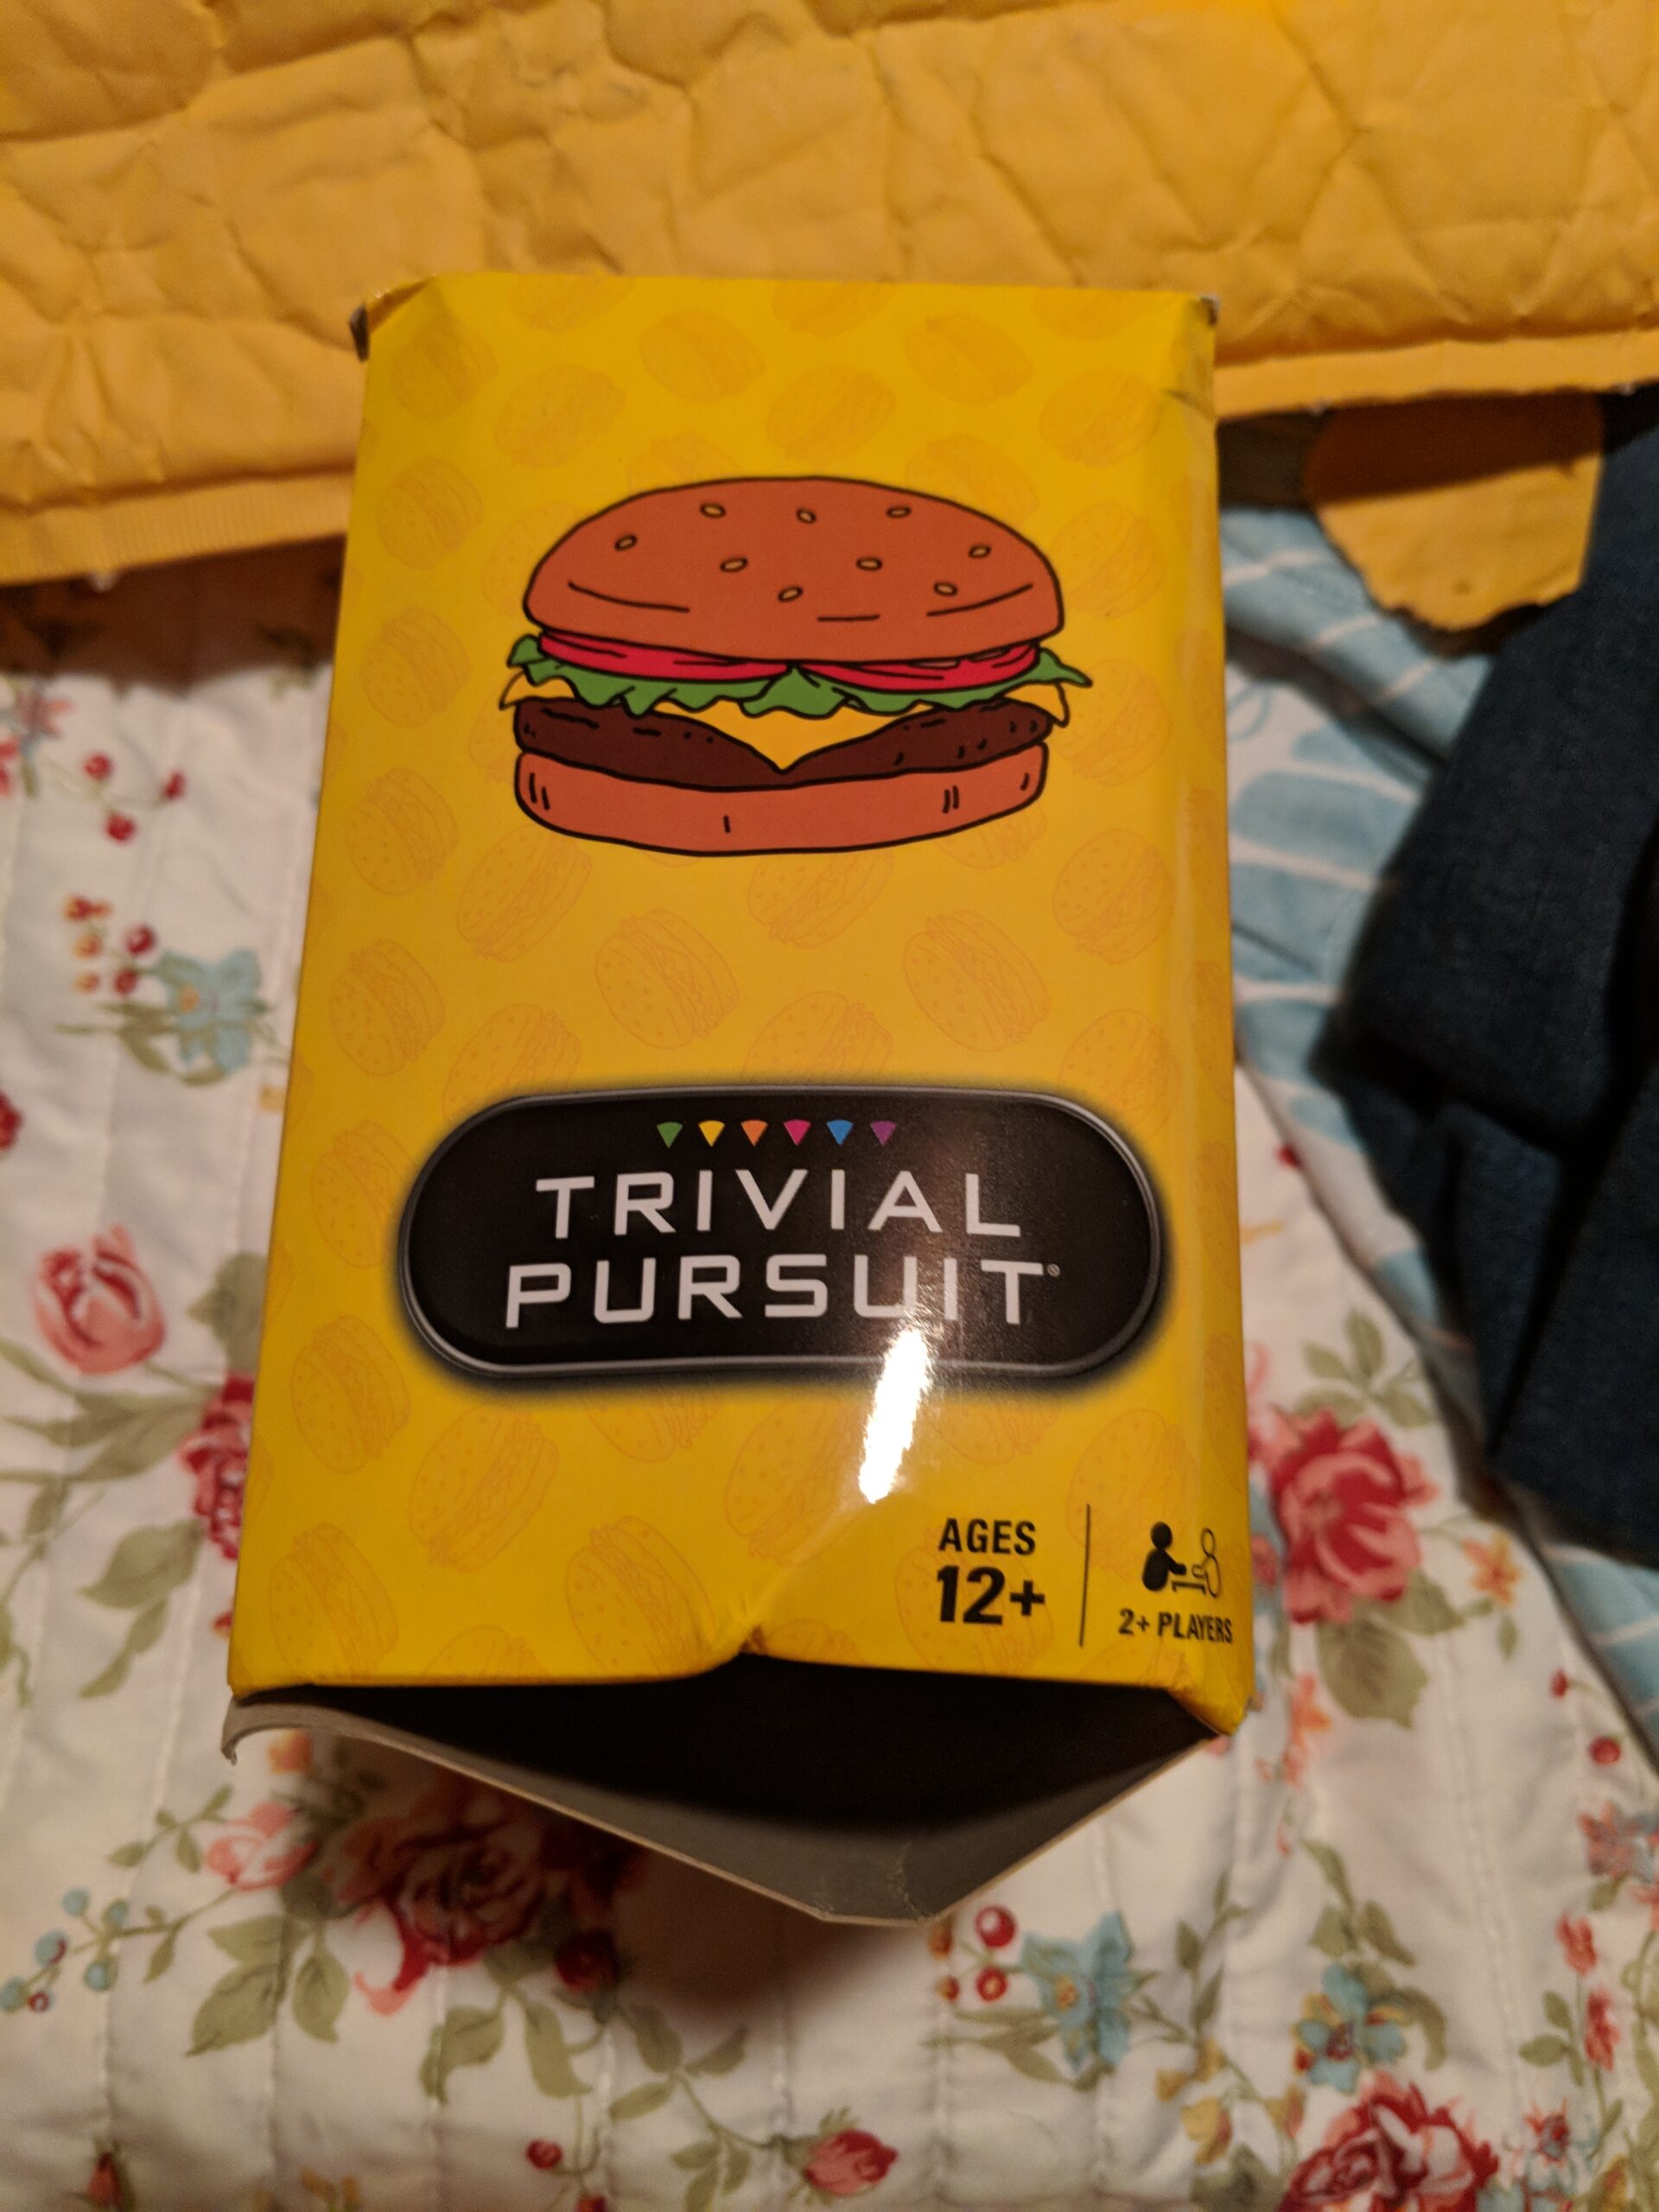 TRIVIAL
PURSUIT®
AGES
12+
2+ PLAYERS